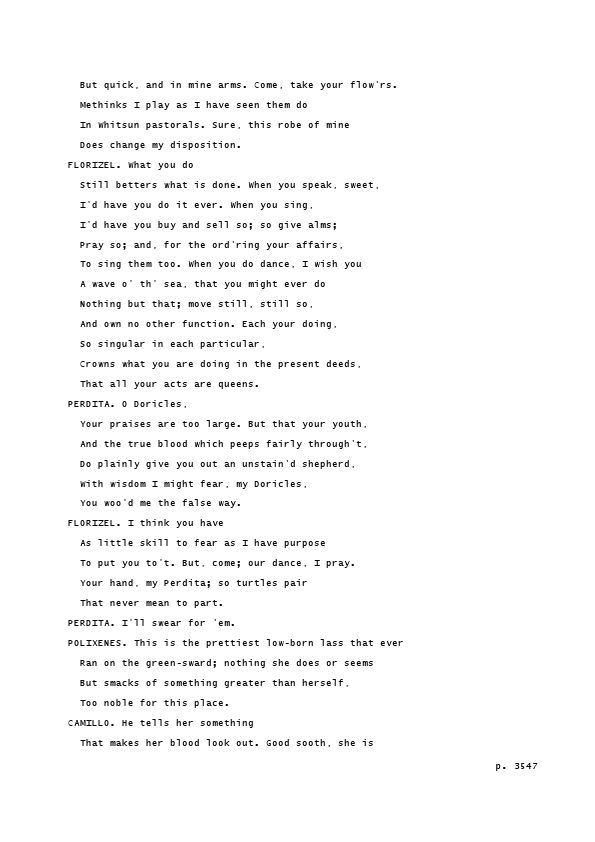 But quick, and in mine arms. Come, take your flow'rs.
Methinks I play as I have seen them do
In Whitsun pastorals. Sure, this robe of mine
Does change my disposition.
FLORIZEL. What you do
Still betters what is done. When you speak, sweet,
I'd have you do it ever. When you sing,
I'd have you buy and sell so; so give alms;
Pray so; and, for the ord'ring your affairs,
To sing them too. When you do dance, I wish you
A wave o' th' sea, that you might ever do
Nothing but that; move still, still so,
And own no other function. Each your doing,
So singular in each particular,
Crowns what you are doing in the present deeds,
That all your acts are queens.
PERDITA. O Doricles,
Your praises are too large. But that your youth,
And the true blood which peeps fairly through't,
Do plainly give you out an unstain'd shepherd,
With wisdom I might fear, my Doricles,
You woo'd me the false way.
FLORIZEL. I think you have
As little skill to fear as I have purpose
To put you to't. But, come; our dance, I pray.
Your hand, my Perdita; so turtles pair
That never mean to part.
PERDITA. I'll swear for 'em.
POLIXENES. This is the prettiest low-born lass that ever
Ran on the green-sward; nothing she does or seems
But smacks of something greater than herself,
Too noble for this place.
CAMILLO. He tells her something
That makes her blood look out. Good sooth, she is
p. 3547